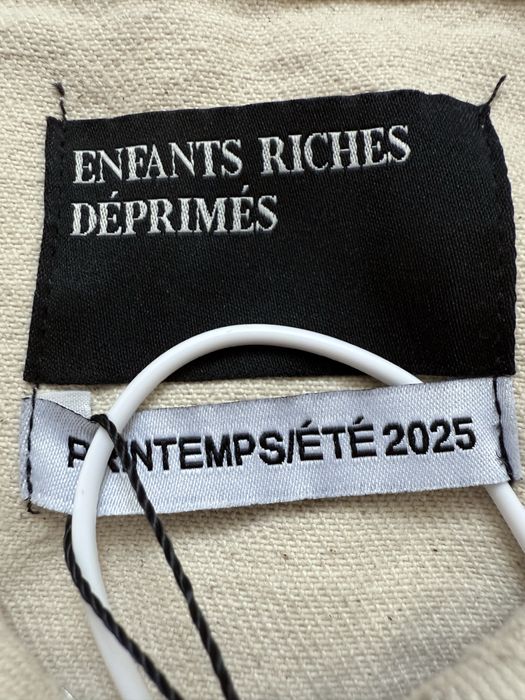 ENFANTS RICHES
DÉPRIMÉS
PRINTEMPS/ÉTÉ 2025